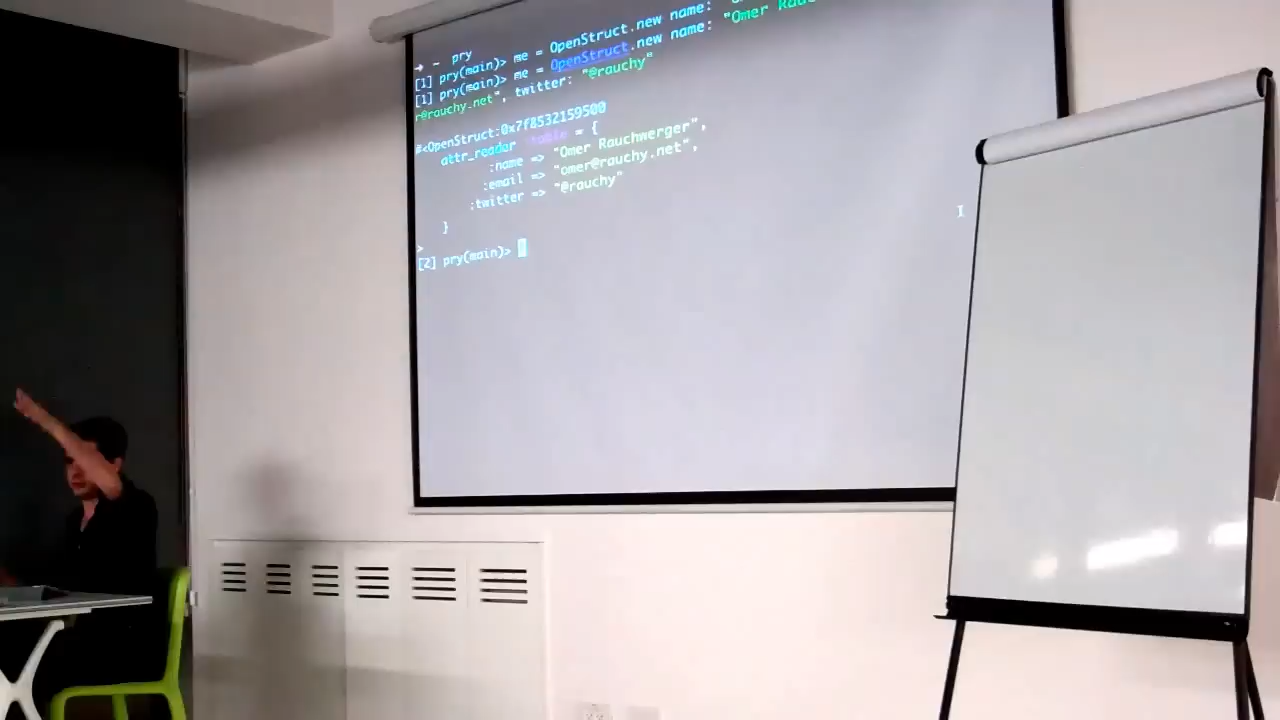 ➜ ~ pry
[1] pry(main)> me = OpenStruct.new name:
[1] pry(main)> me = OpenStruct.new name: "Omer
r@rauchy.net", twitter: "@rauchy"
#<OpenStruct:0x7f8532159500
attr_reader table = {
:name => "Omer Rauchwerger",
:email => "omer@rauchy.net",
:twitter => "@rauchy"
}
>
[2] pry(main)>